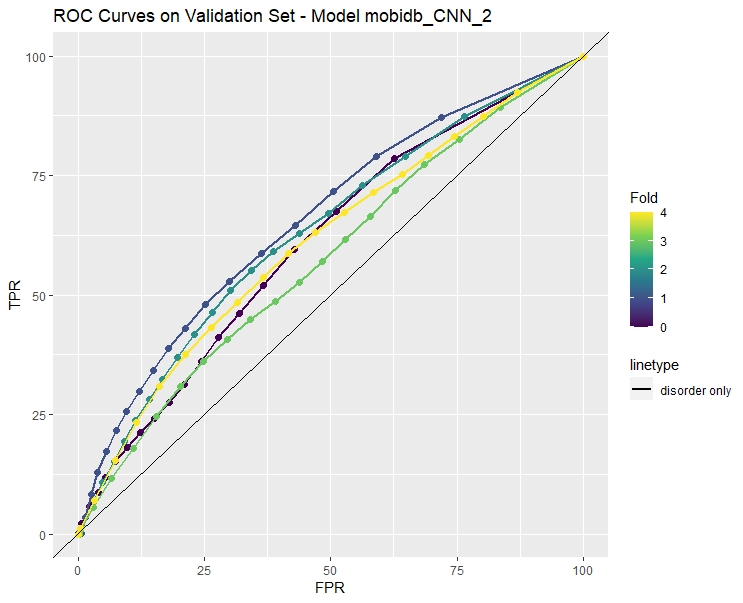 ROC Curves on Validation Set - Model mobidb_CNN_2
TPR
100
75
50
25
0
0
25
50
75
100
FPR
Fold
4
3
2
1
0
linetype
disorder only